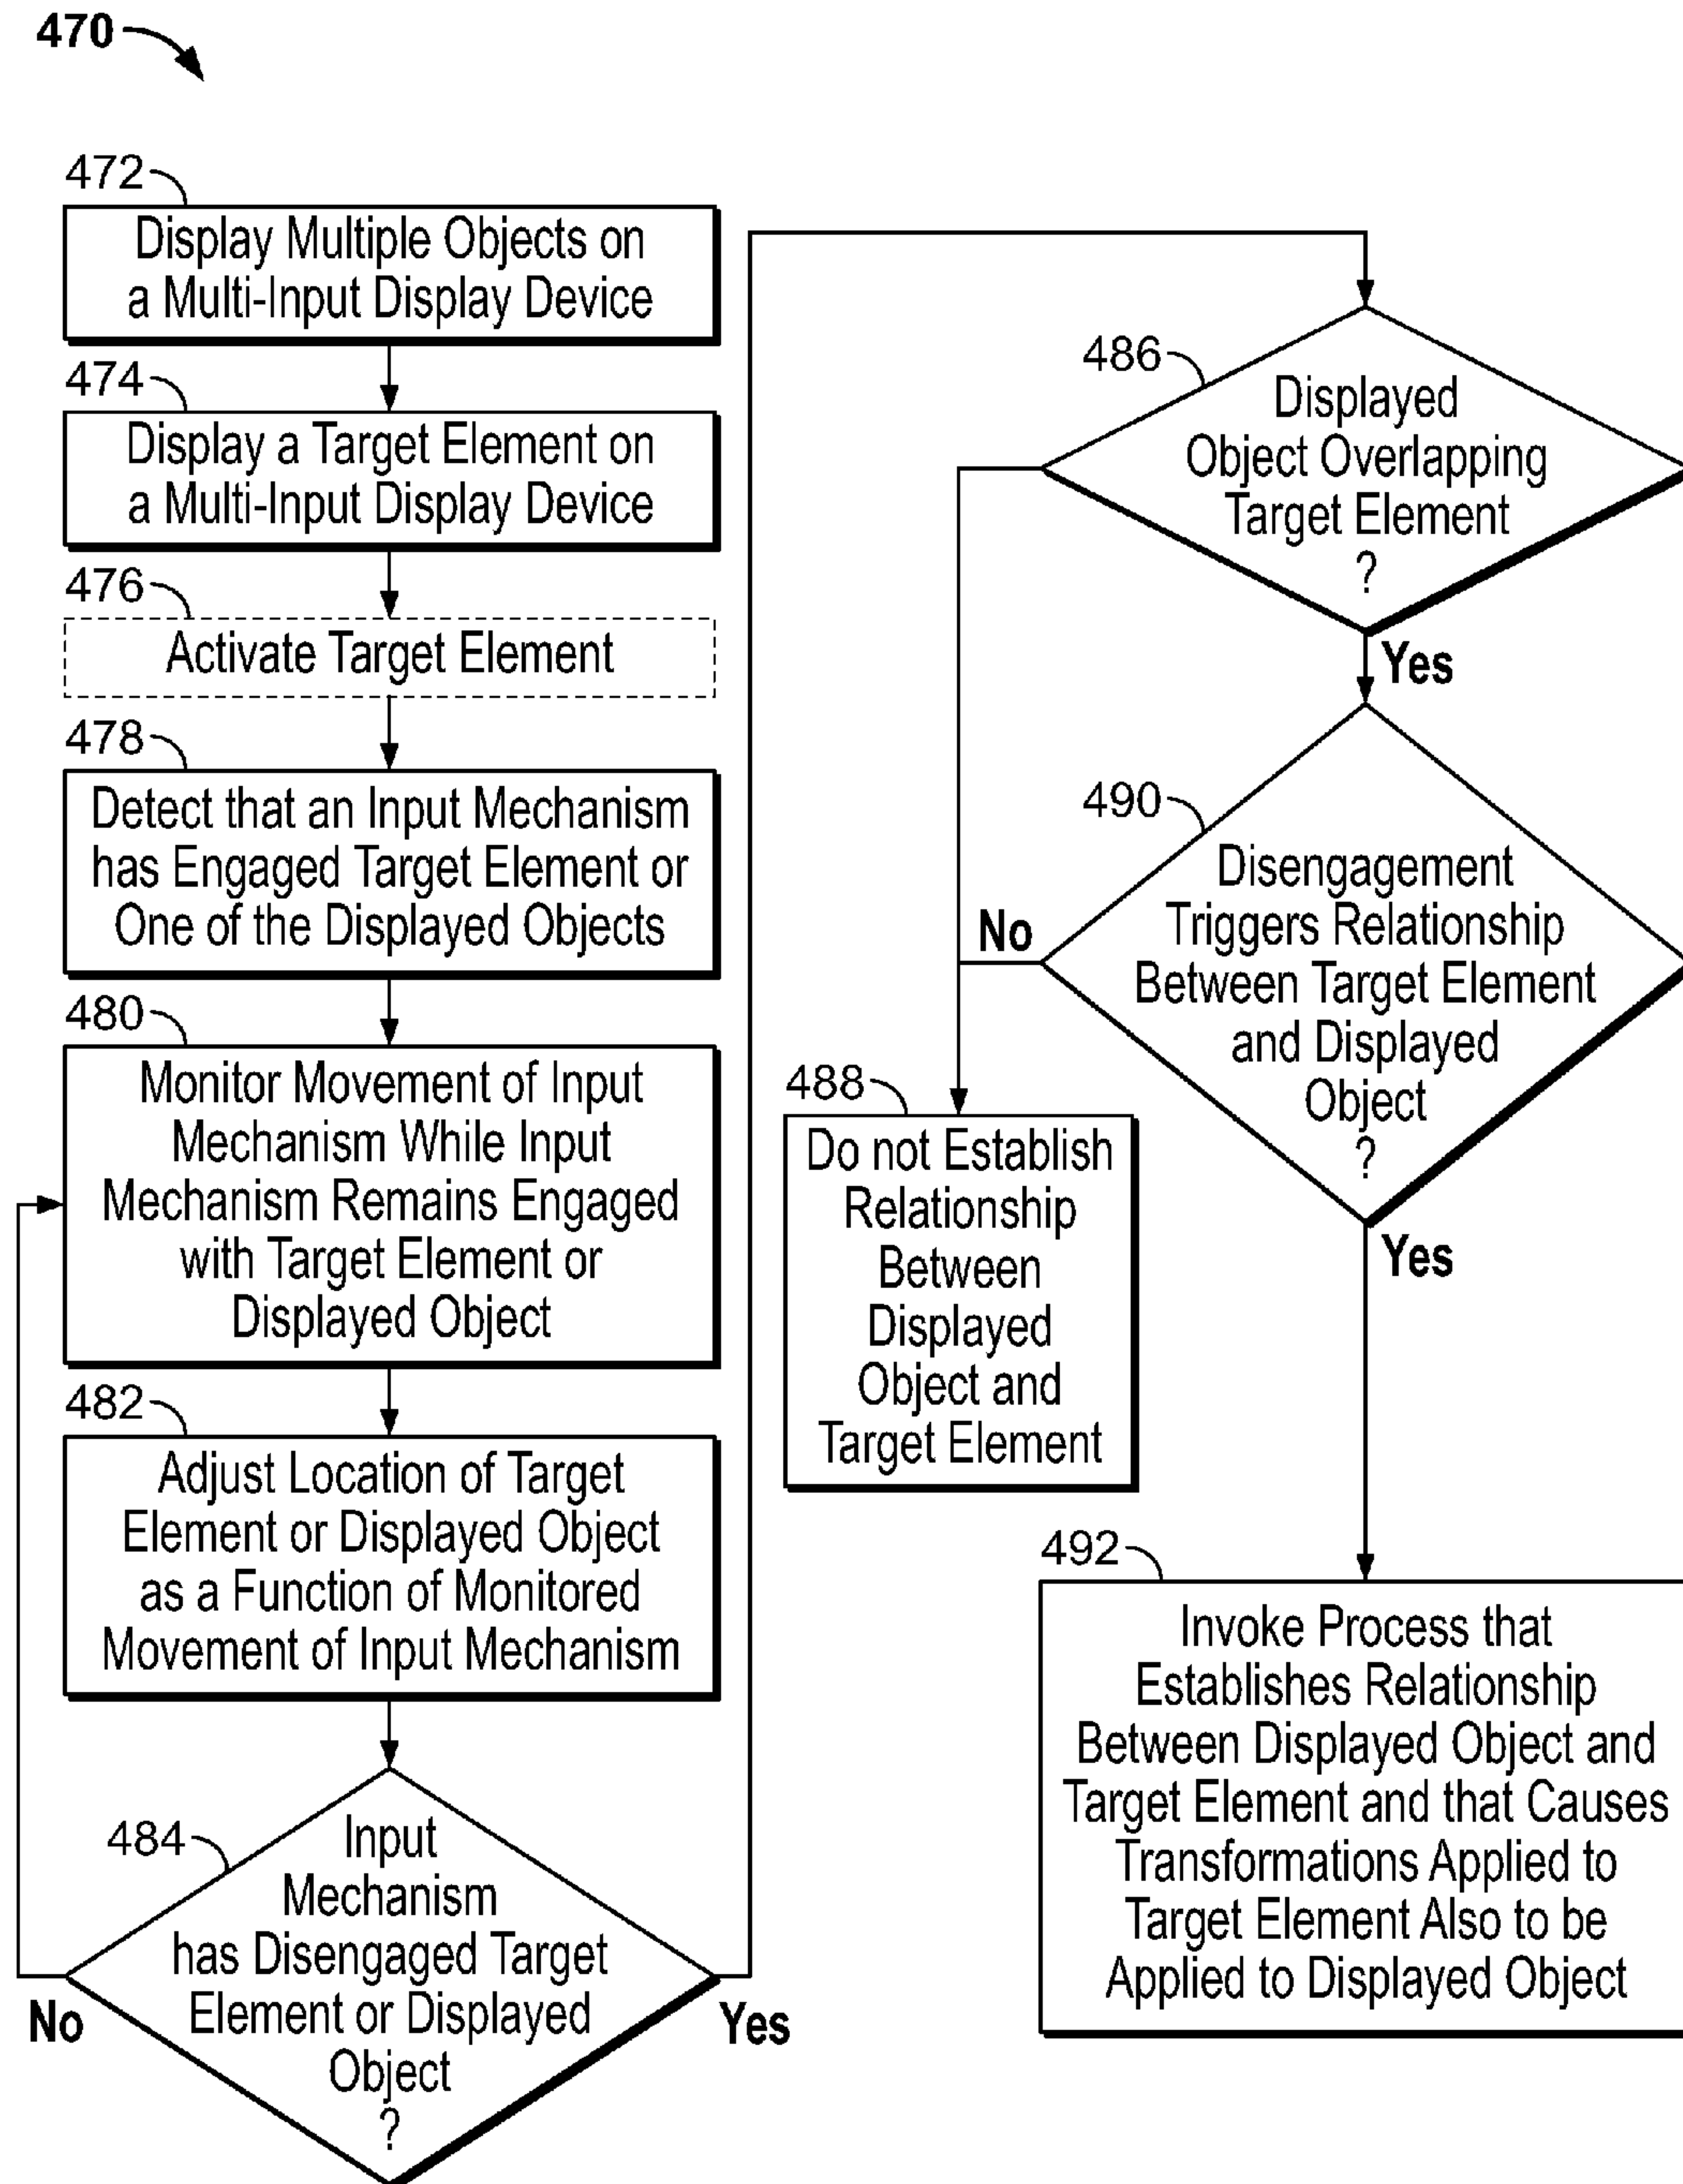 470
472
Display Multiple Objects on
a Multi-Input Display Device
474
Display a Target Element on
a Multi-Input Display Device
476
Activate Target Element
478
Detect that an Input Mechanism
has Engaged Target Element or
One of the Displayed Objects
480
Monitor Movement of Input
Mechanism While Input
Mechanism Remains Engaged
with Target Element or
Displayed Object
482
Adjust Location of Target
Element or Displayed Object
as a Function of Monitored
Movement of Input Mechanism
484
Input
Mechanism
has Disengaged Target
Element or Displayed
Object
?
No
Yes
486
Displayed
Object Overlapping
Target Element
?
Yes
490
Disengagement
Triggers Relationship
Between Target Element
and Displayed
Object
?
No
Yes
488
Do not Establish
Relationship
Between
Displayed
Object and
Target Element
492
Invoke Process that
Establishes Relationship
Between Displayed Object and
Target Element and that Causes
Transformations Applied to
Target Element Also to be
Applied to Displayed Object